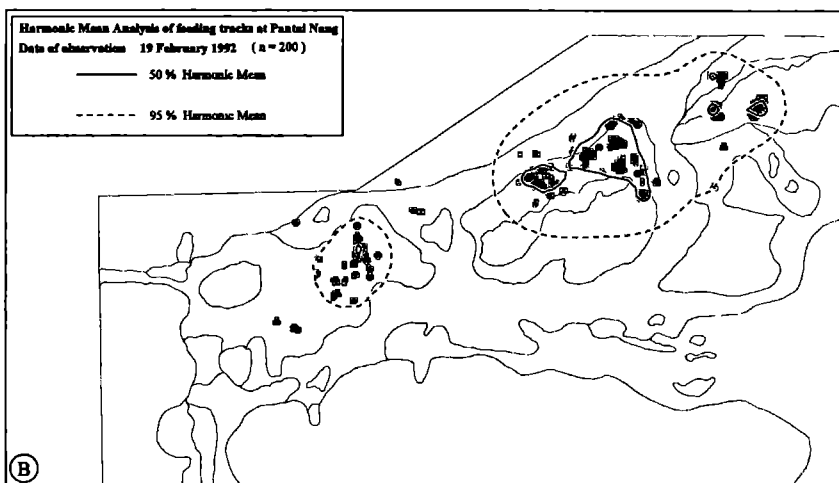 Harmonic Mean Analysis of feeding tracks at Pantai Nang
Date of observation 19 February 1992 ( n = 200 )
50 % Harmonic Mean
95 % Harmonic Mean
B